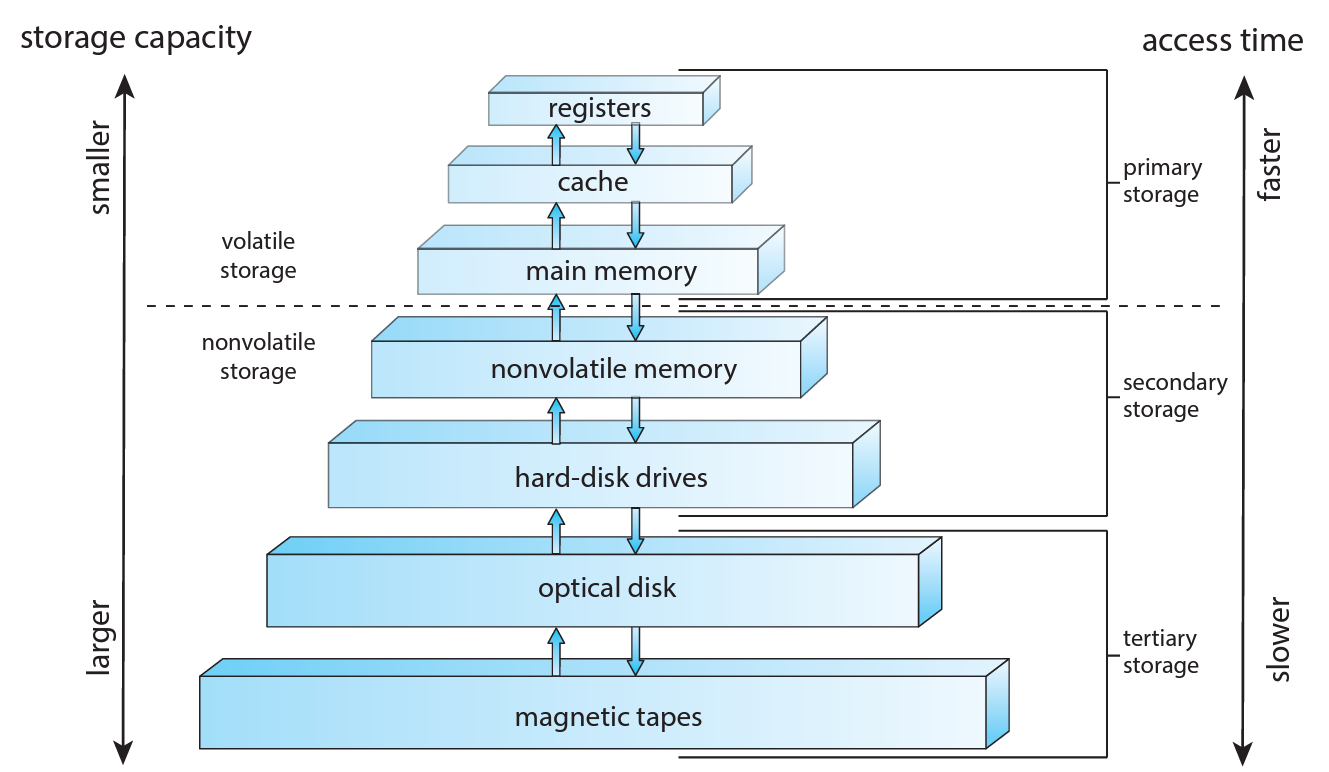 storage capacity
access time
smaller
larger
faster
slower
registers
cache
main memory
nonvolatile memory
hard-disk drives
optical disk
magnetic tapes
volatile
storage
nonvolatile
storage
primary
storage
secondary
storage
tertiary
storage